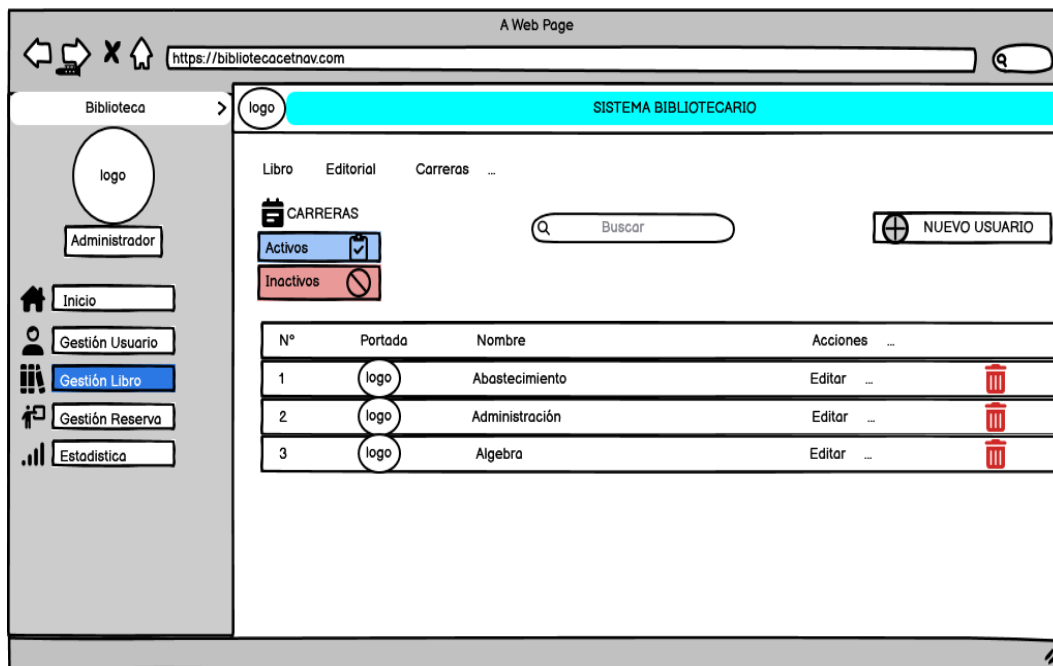 A Web Page
https://bibliotecacetnav.com
Biblioteca
logo
SISTEMA BIBLIOTECARIO
logo
Administrador
Inicio
Gestión Usuario
Gestión Libro
Gestión Reserva
Estadistica
Libro Editorial Carreras ...
CARRERAS
Buscar
NUEVO USUARIO
Activos
Inactivos
N° Portada Nombre Acciones ...
1 logo Abastecimiento Editar ...
2 logo Administración Editar ...
3 logo Algebra Editar ...